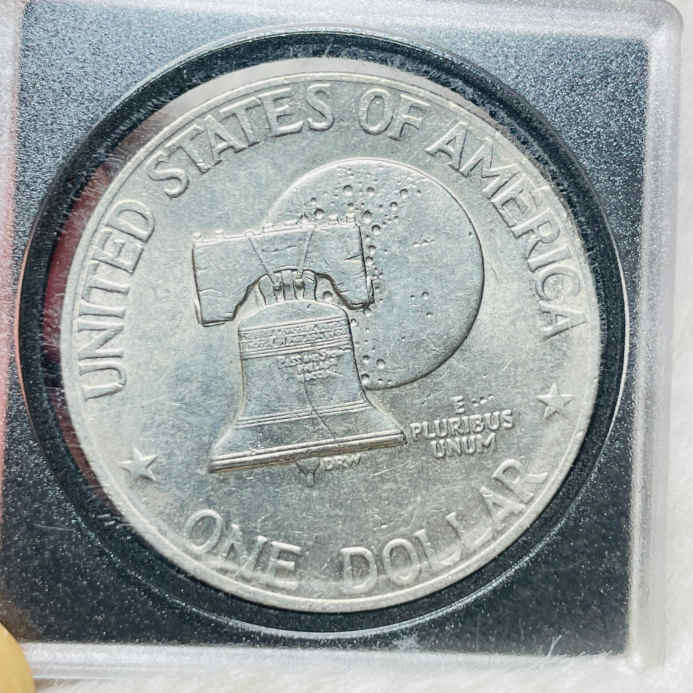 UNITED STATES OF AMERICA
E
PLURIBUS
UNUM
DRW
ONE DOLLAR